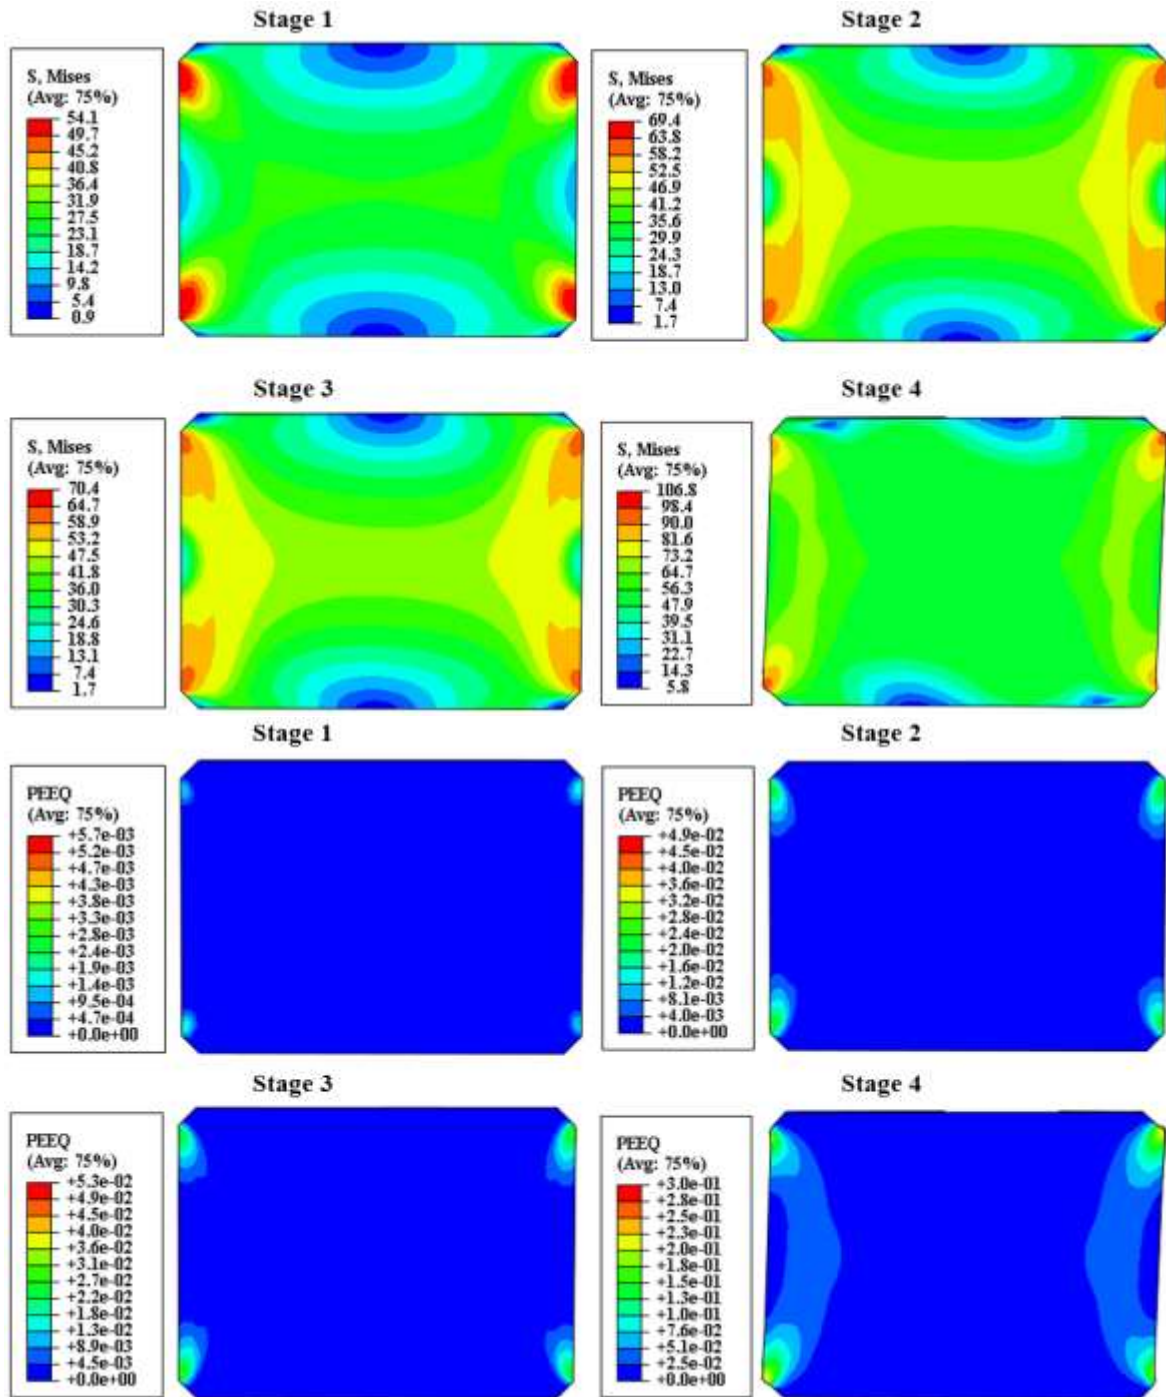 Stage 1
S, Mises
(Avg: 75%)
54.1
49.7
45.2
40.8
36.4
31.9
27.5
23.1
18.7
14.2
9.8
5.4
0.9
Stage 2
S, Mises
(Avg: 75%)
69.4
63.8
58.2
52.5
46.9
41.2
35.6
29.9
24.3
18.7
13.0
7.4
1.7
Stage 3
S, Mises
(Avg: 75%)
70.4
64.7
58.9
53.2
47.5
41.8
36.0
30.3
24.6
18.8
13.1
7.4
1.7
Stage 4
S, Mises
(Avg: 75%)
106.8
98.4
90.0
81.6
73.2
64.7
56.3
47.9
39.5
31.1
22.7
14.3
5.8
Stage 1
PEEQ
(Avg: 75%)
+5.7e-03
+5.2e-03
+4.7e-03
+4.3e-03
+3.8e-03
+3.3e-03
+2.8e-03
+2.4e-03
+1.9e-03
+1.4e-03
+9.5e-04
+4.7e-04
+0.0e+00
Stage 2
PEEQ
(Avg: 75%)
+4.9e-02
+4.5e-02
+4.0e-02
+3.6e-02
+3.2e-02
+2.8e-02
+2.4e-02
+2.0e-02
+1.6e-02
+1.2e-02
+8.1e-03
+4.0e-03
+0.0e+00
Stage 3
PEEQ
(Avg: 75%)
+5.3e-02
+4.9e-02
+4.5e-02
+4.0e-02
+3.6e-02
+3.1e-02
+2.7e-02
+2.2e-02
+1.8e-02
+1.3e-02
+8.9e-03
+4.5e-03
+0.0e+00
Stage 4
PEEQ
(Avg: 75%)
+3.0e-01
+2.8e-01
+2.5e-01
+2.3e-01
+2.0e-01
+1.8e-01
+1.5e-01
+1.3e-01
+1.0e-01
+7.6e-02
+5.1e-02
+2.5e-02
+0.0e+00